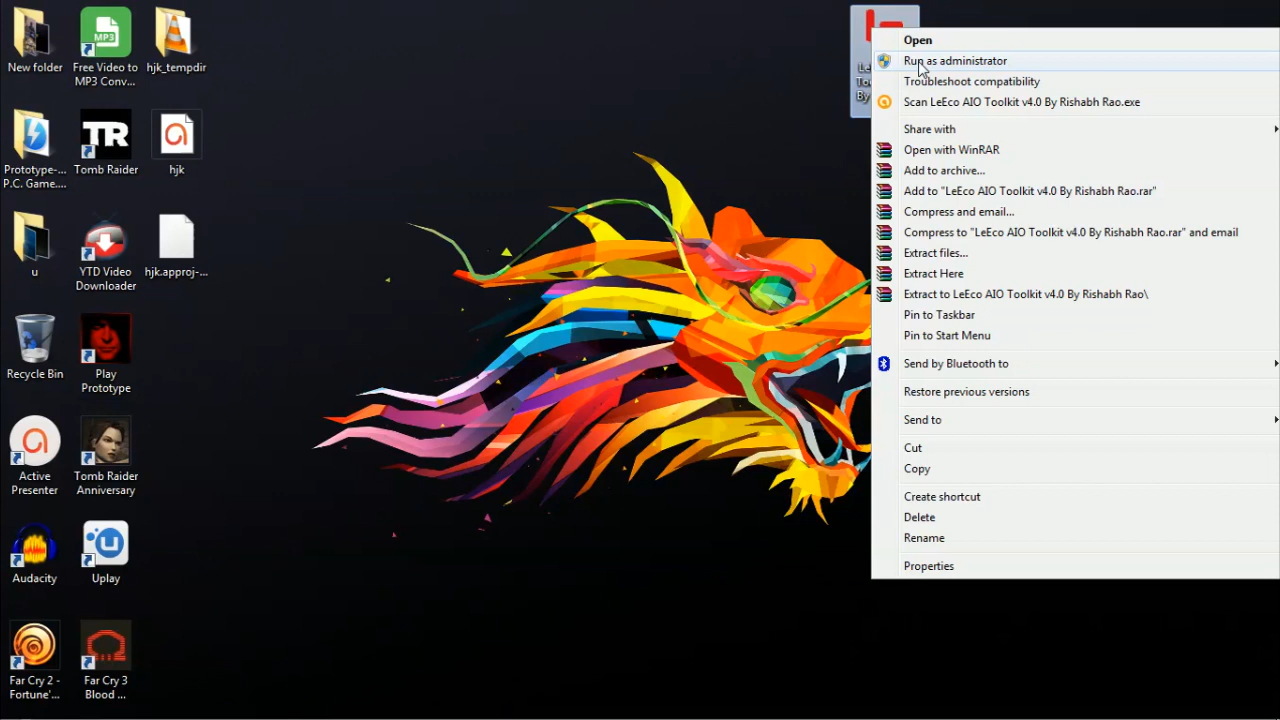 New folder
Free Video to
MP3 Conv...
MP3
hjk_tempdir
Prototype-...
P.C. Game....
TR
Tomb Raider
hjk
u
YTD Video
Downloader
hjk.approj-...
Recycle Bin
Play
Prototype
Active
Presenter
Tomb Raider
Anniversary
Audacity
Uplay
Far Cry 2 -
Fortune'...
Far Cry 3
Blood ...
Open
Run as administrator
Troubleshoot compatibility
Scan LeEco AIO Toolkit v4.0 By Rishabh Rao.exe
Share with
Open with WinRAR
Add to archive...
Add to "LeEco AIO Toolkit v4.0 By Rishabh Rao.rar"
Compress and email...
Compress to "LeEco AIO Toolkit v4.0 By Rishabh Rao.rar" and email
Extract files...
Extract Here
Extract to LeEco AIO Toolkit v4.0 By Rishabh Rao\
Pin to Taskbar
Pin to Start Menu
Send by Bluetooth to
Restore previous versions
Send to
Cut
Copy
Create shortcut
Delete
Rename
Properties